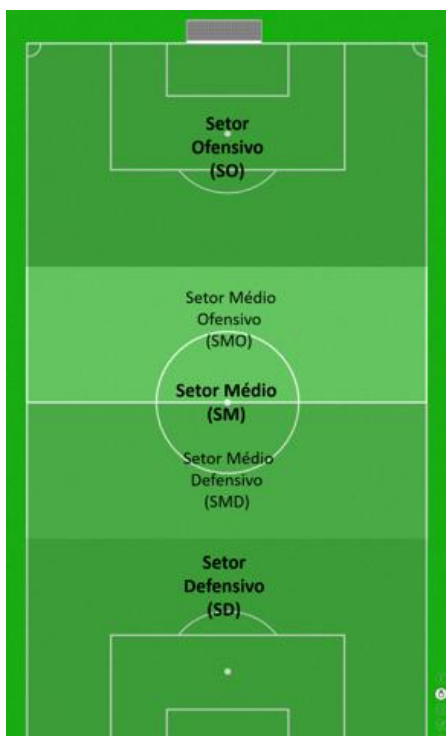 Setor
Ofensivo
(SO)
Setor Médio
Ofensivo
(SMO)
Setor Médio
(SM)
Setor Médio
Defensivo
(SMD)
Setor
Defensivo
(SD)